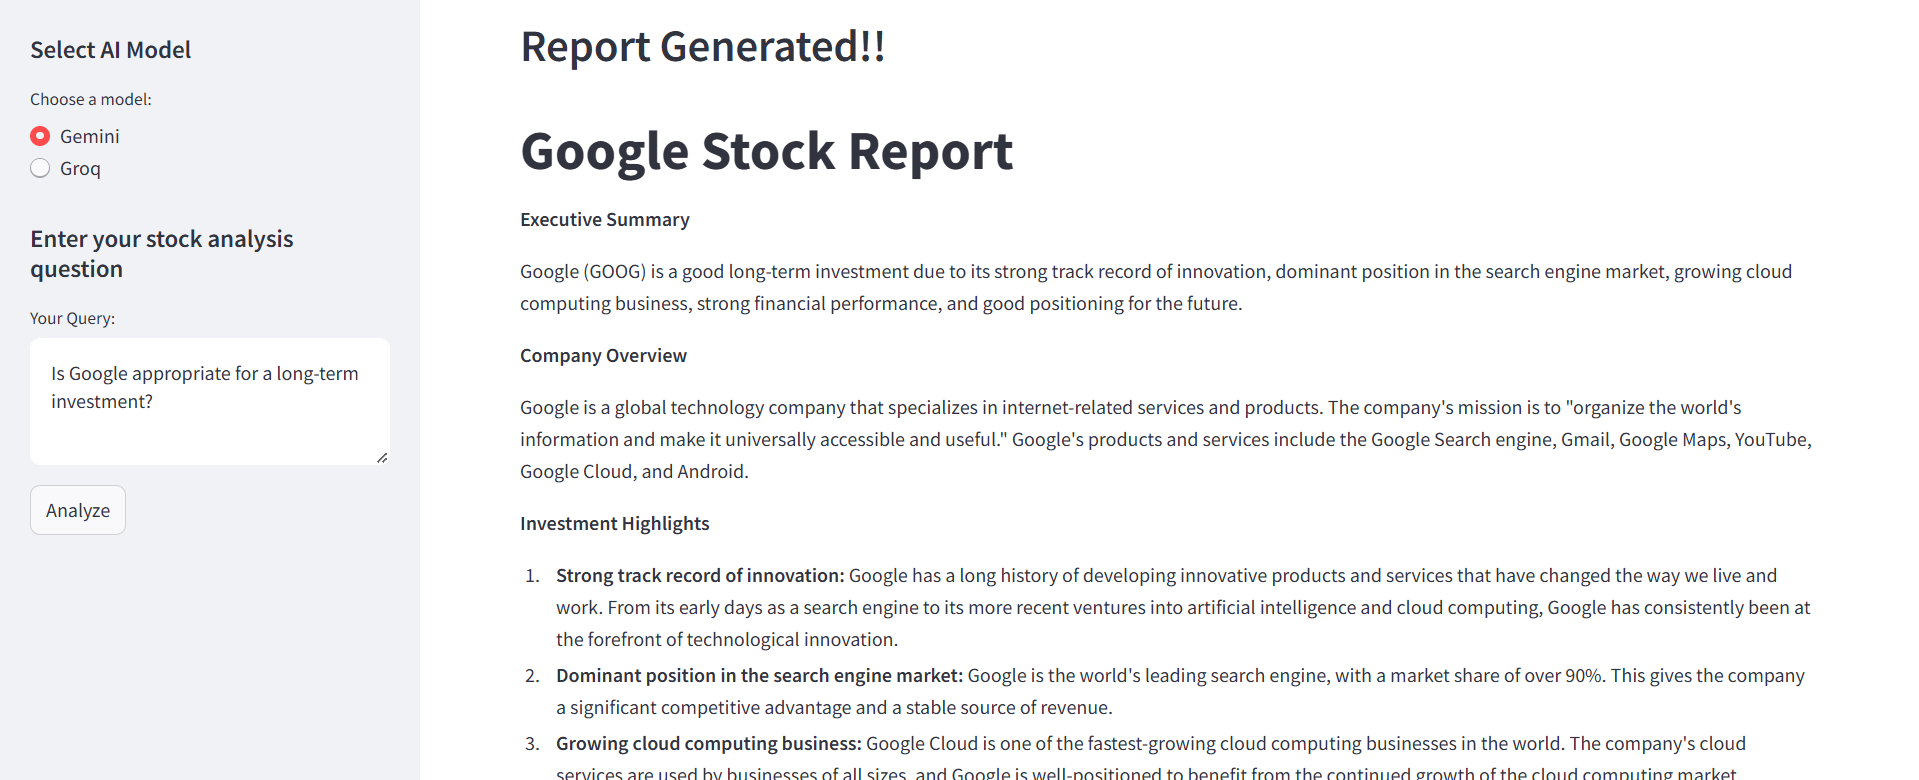 Select AI Model
Choose a model:
Gemini
Groq
Enter your stock analysis
question
Your Query:
Is Google appropriate for a long-term
investment?
Analyze
Report Generated!!
Google Stock Report
Executive Summary
Google (GOOG) is a good long-term investment due to its strong track record of innovation, dominant position in the search engine market, growing cloud
computing business, strong financial performance, and good positioning for the future.
Company Overview
Google is a global technology company that specializes in internet-related services and products. The company's mission is to "organize the world's
information and make it universally accessible and useful." Google's products and services include the Google Search engine, Gmail, Google Maps, YouTube,
Google Cloud, and Android.
Investment Highlights
1. Strong track record of innovation: Google has a long history of developing innovative products and services that have changed the way we live and
work. From its early days as a search engine to its more recent ventures into artificial intelligence and cloud computing, Google has consistently been at
the forefront of technological innovation.
2. Dominant position in the search engine market: Google is the world's leading search engine, with a market share of over 90%. This gives the company
a significant competitive advantage and a stable source of revenue.
3. Growing cloud computing business: Google Cloud is one of the fastest-growing cloud computing businesses in the world. The company's cloud
services are used by businesses of all sizes, and Google is well-positioned to benefit from the continued growth of the cloud computing market